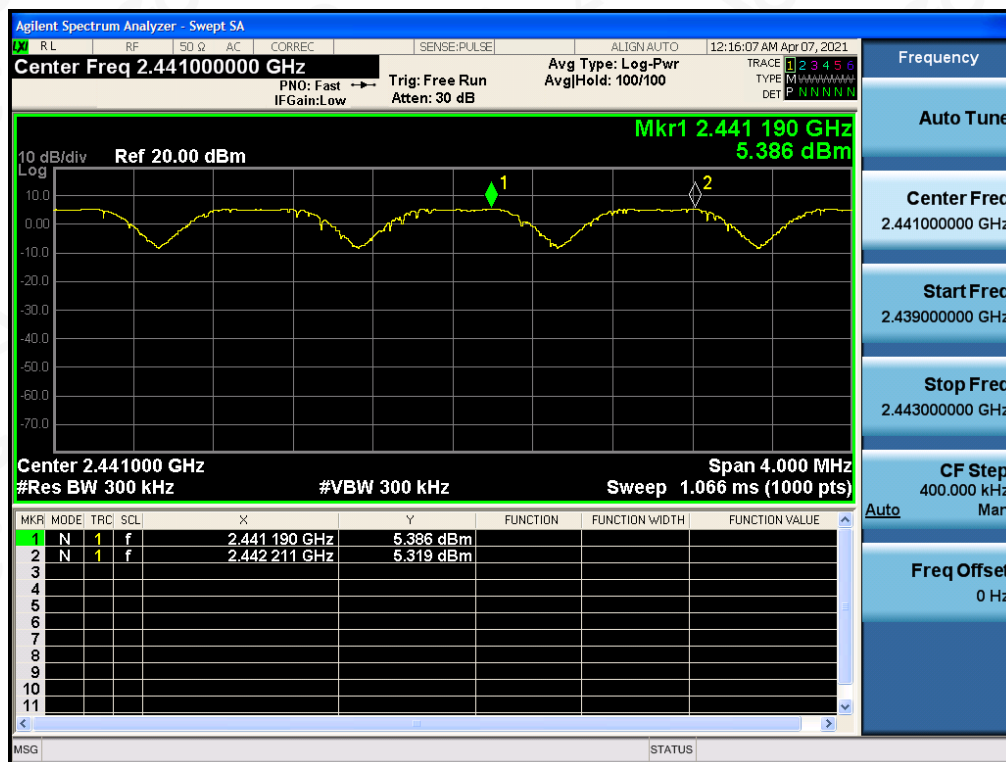 Agilent Spectrum Analyzer - Swept SA
LXI RL RF 50 Ω AC CORREC SENSE:PULSE ALIGN AUTO 12:16:07 AM Apr 07, 2021
Center Freq 2.441000000 GHz
PNO: Fast
IFGain:Low
Trig: Free Run
Atten: 30 dB
Avg Type: Log-Pwr
Avg|Hold: 100/100
TRACE 1 2 3 4 5 6
TYPE M WWWWW
DET P N N N N N
Mkr1 2.441 190 GHz
5.386 dBm
10 dB/div Ref 20.00 dBm
Log
10.0
0.00
-10.0
-20.0
-30.0
-40.0
-50.0
-60.0
-70.0
1
2
Center 2.441000 GHz Span 4.000 MHz
#Res BW 300 kHz #VBW 300 kHz Sweep 1.066 ms (1000 pts)
MKR MODE TRC SCL X Y FUNCTION FUNCTION WIDTH FUNCTION VALUE
1 N 1 f 2.441 190 GHz 5.386 dBm
2 N 1 f 2.442 211 GHz 5.319 dBm
3
4
5
6
7
8
9
10
11
MSG STATUS
Frequency
Auto Tune
Center Freq
2.441000000 GHz
Start Freq
2.439000000 GHz
Stop Freq
2.443000000 GHz
CF Step
400.000 kHz
Auto Man
Freq Offset
0 Hz